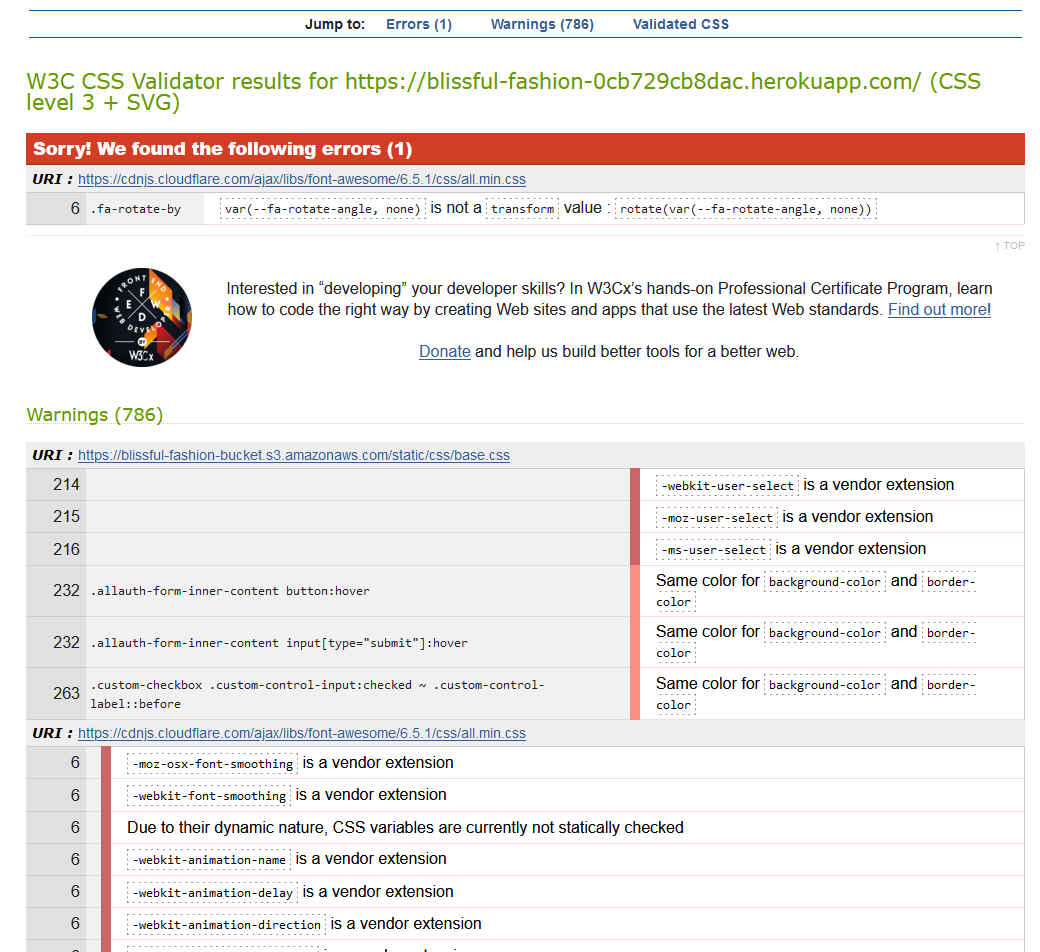 Jump to: Errors (1) Warnings (786) Validated CSS
W3C CSS Validator results for https://blissful-fashion-0cb729cb8dac.herokuapp.com/ (CSS
level 3 + SVG)
Sorry! We found the following errors (1)
URI : https://cdnjs.cloudflare.com/ajax/libs/font-awesome/6.5.1/css/all.min.css
6 .fa-rotate-by var(--fa-rotate-angle, none) is not a transform value : rotate(var(--fa-rotate-angle, none))
↑ TOP
FRONT END
WEB DEVELOPER
F
E W
D
W3Cx
Interested in “developing” your developer skills? In W3Cx’s hands-on Professional Certificate Program, learn
how to code the right way by creating Web sites and apps that use the latest Web standards. Find out more!
Donate and help us build better tools for a better web.
Warnings (786)
URI : https://blissful-fashion-bucket.s3.amazonaws.com/static/css/base.css
214 -webkit-user-select is a vendor extension
215 -moz-user-select is a vendor extension
216 -ms-user-select is a vendor extension
232 .allauth-form-inner-content button:hover Same color for background-color and border-
color
232 .allauth-form-inner-content input[type="submit"]:hover Same color for background-color and border-
color
263 .custom-checkbox .custom-control-input:checked ~ .custom-control-
label::before Same color for background-color and border-
color
URI : https://cdnjs.cloudflare.com/ajax/libs/font-awesome/6.5.1/css/all.min.css
6 -moz-osx-font-smoothing is a vendor extension
6 -webkit-font-smoothing is a vendor extension
6 Due to their dynamic nature, CSS variables are currently not statically checked
6 -webkit-animation-name is a vendor extension
6 -webkit-animation-delay is a vendor extension
6 -webkit-animation-direction is a vendor extension